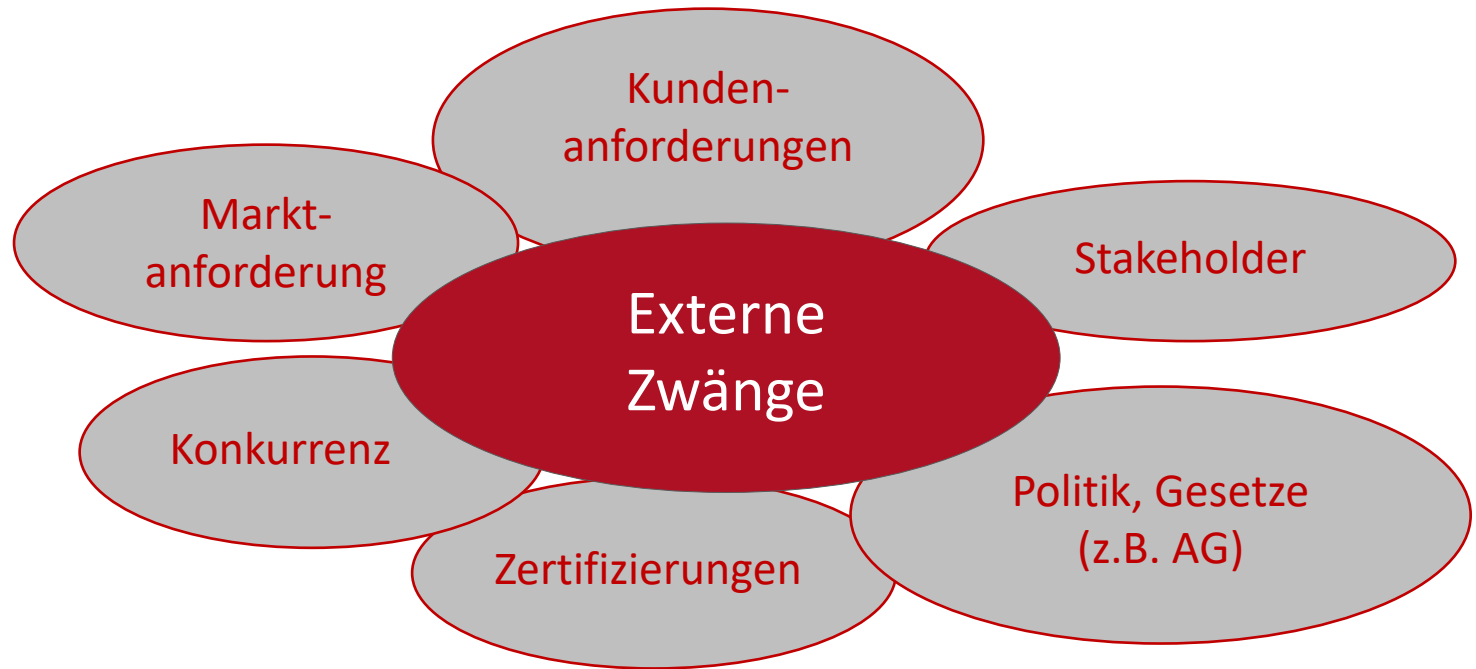 Kunden-
anforderungen
Markt-
anforderung
Stakeholder
Externe
Zwänge
Konkurrenz
Politik, Gesetze
(z.B. AG)
Zertifizierungen